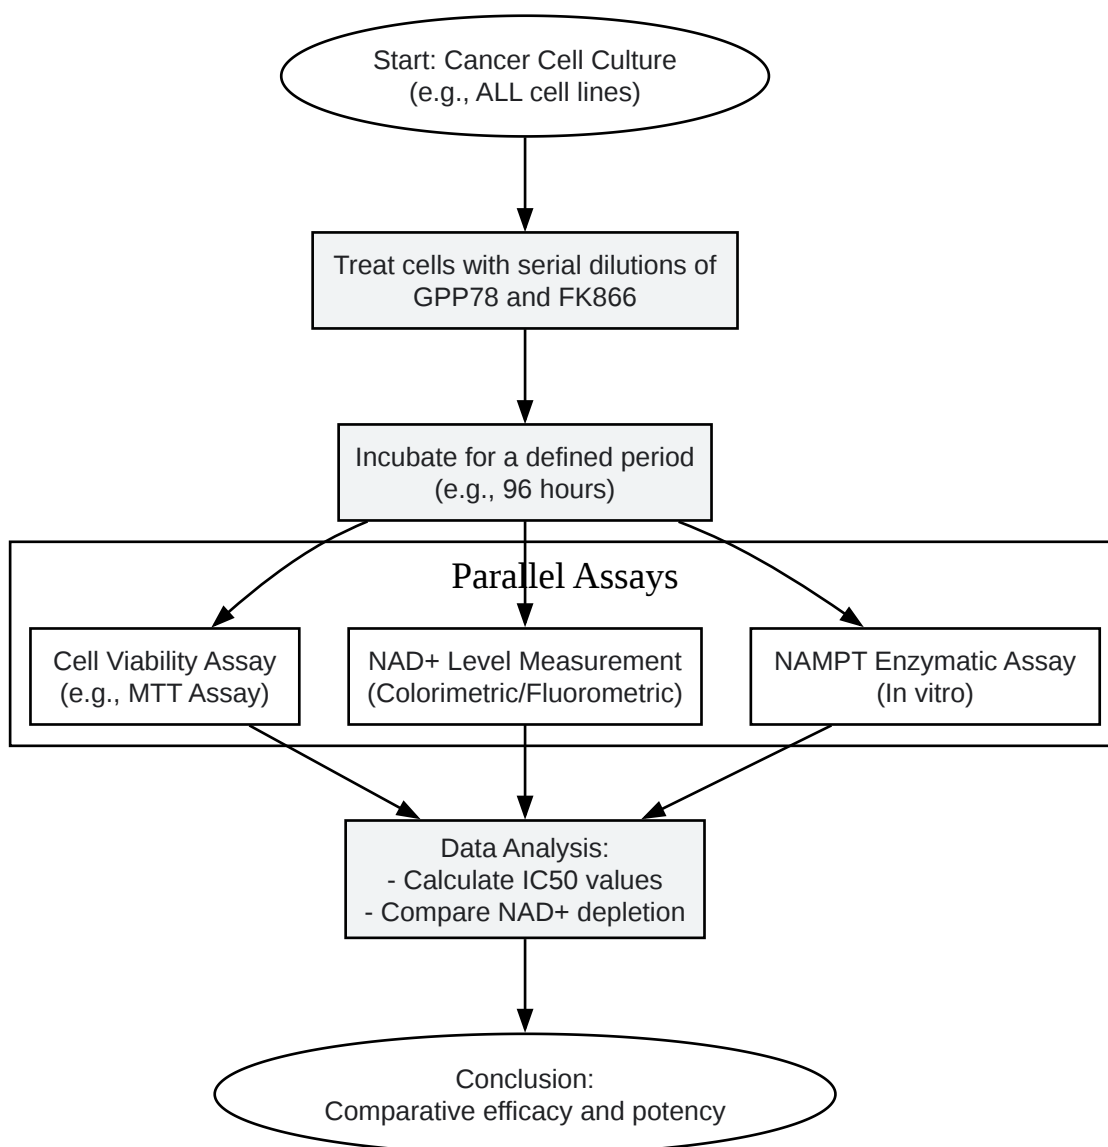 Start: Cancer Cell Culture
(e.g., ALL cell lines)
Treat cells with serial dilutions of
GPP78 and FK866
Incubate for a defined period
(e.g., 96 hours)
Parallel Assays
Cell Viability Assay
(e.g., MTT Assay)
NAD+ Level Measurement
(Colorimetric/Fluorometric)
NAMPT Enzymatic Assay
(In vitro)
Data Analysis:
- Calculate IC50 values
- Compare NAD+ depletion
Conclusion:
Comparative efficacy and potency